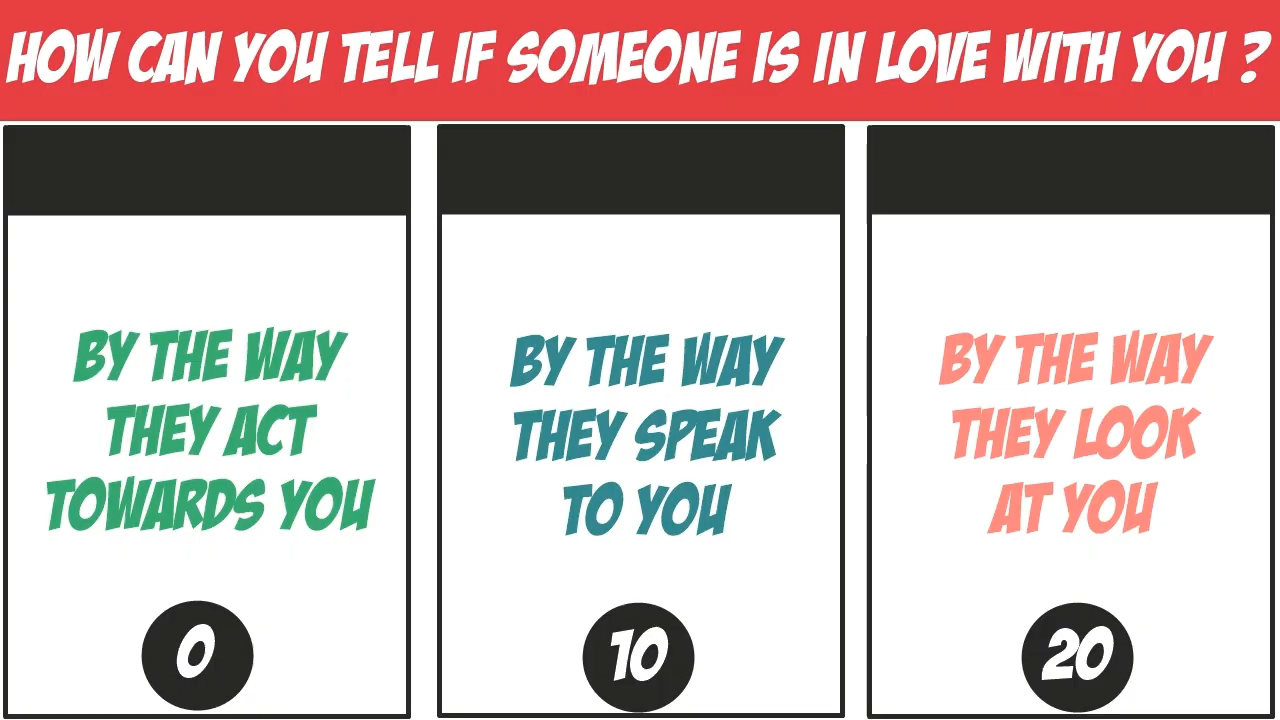 HOW CAN YOU TELL IF SOMEONE IS IN LOVE WITH YOU ?
BY THE WAY
THEY ACT
TOWARDS YOU
0
BY THE WAY
THEY SPEAK
TO YOU
10
BY THE WAY
THEY LOOK
AT YOU
20